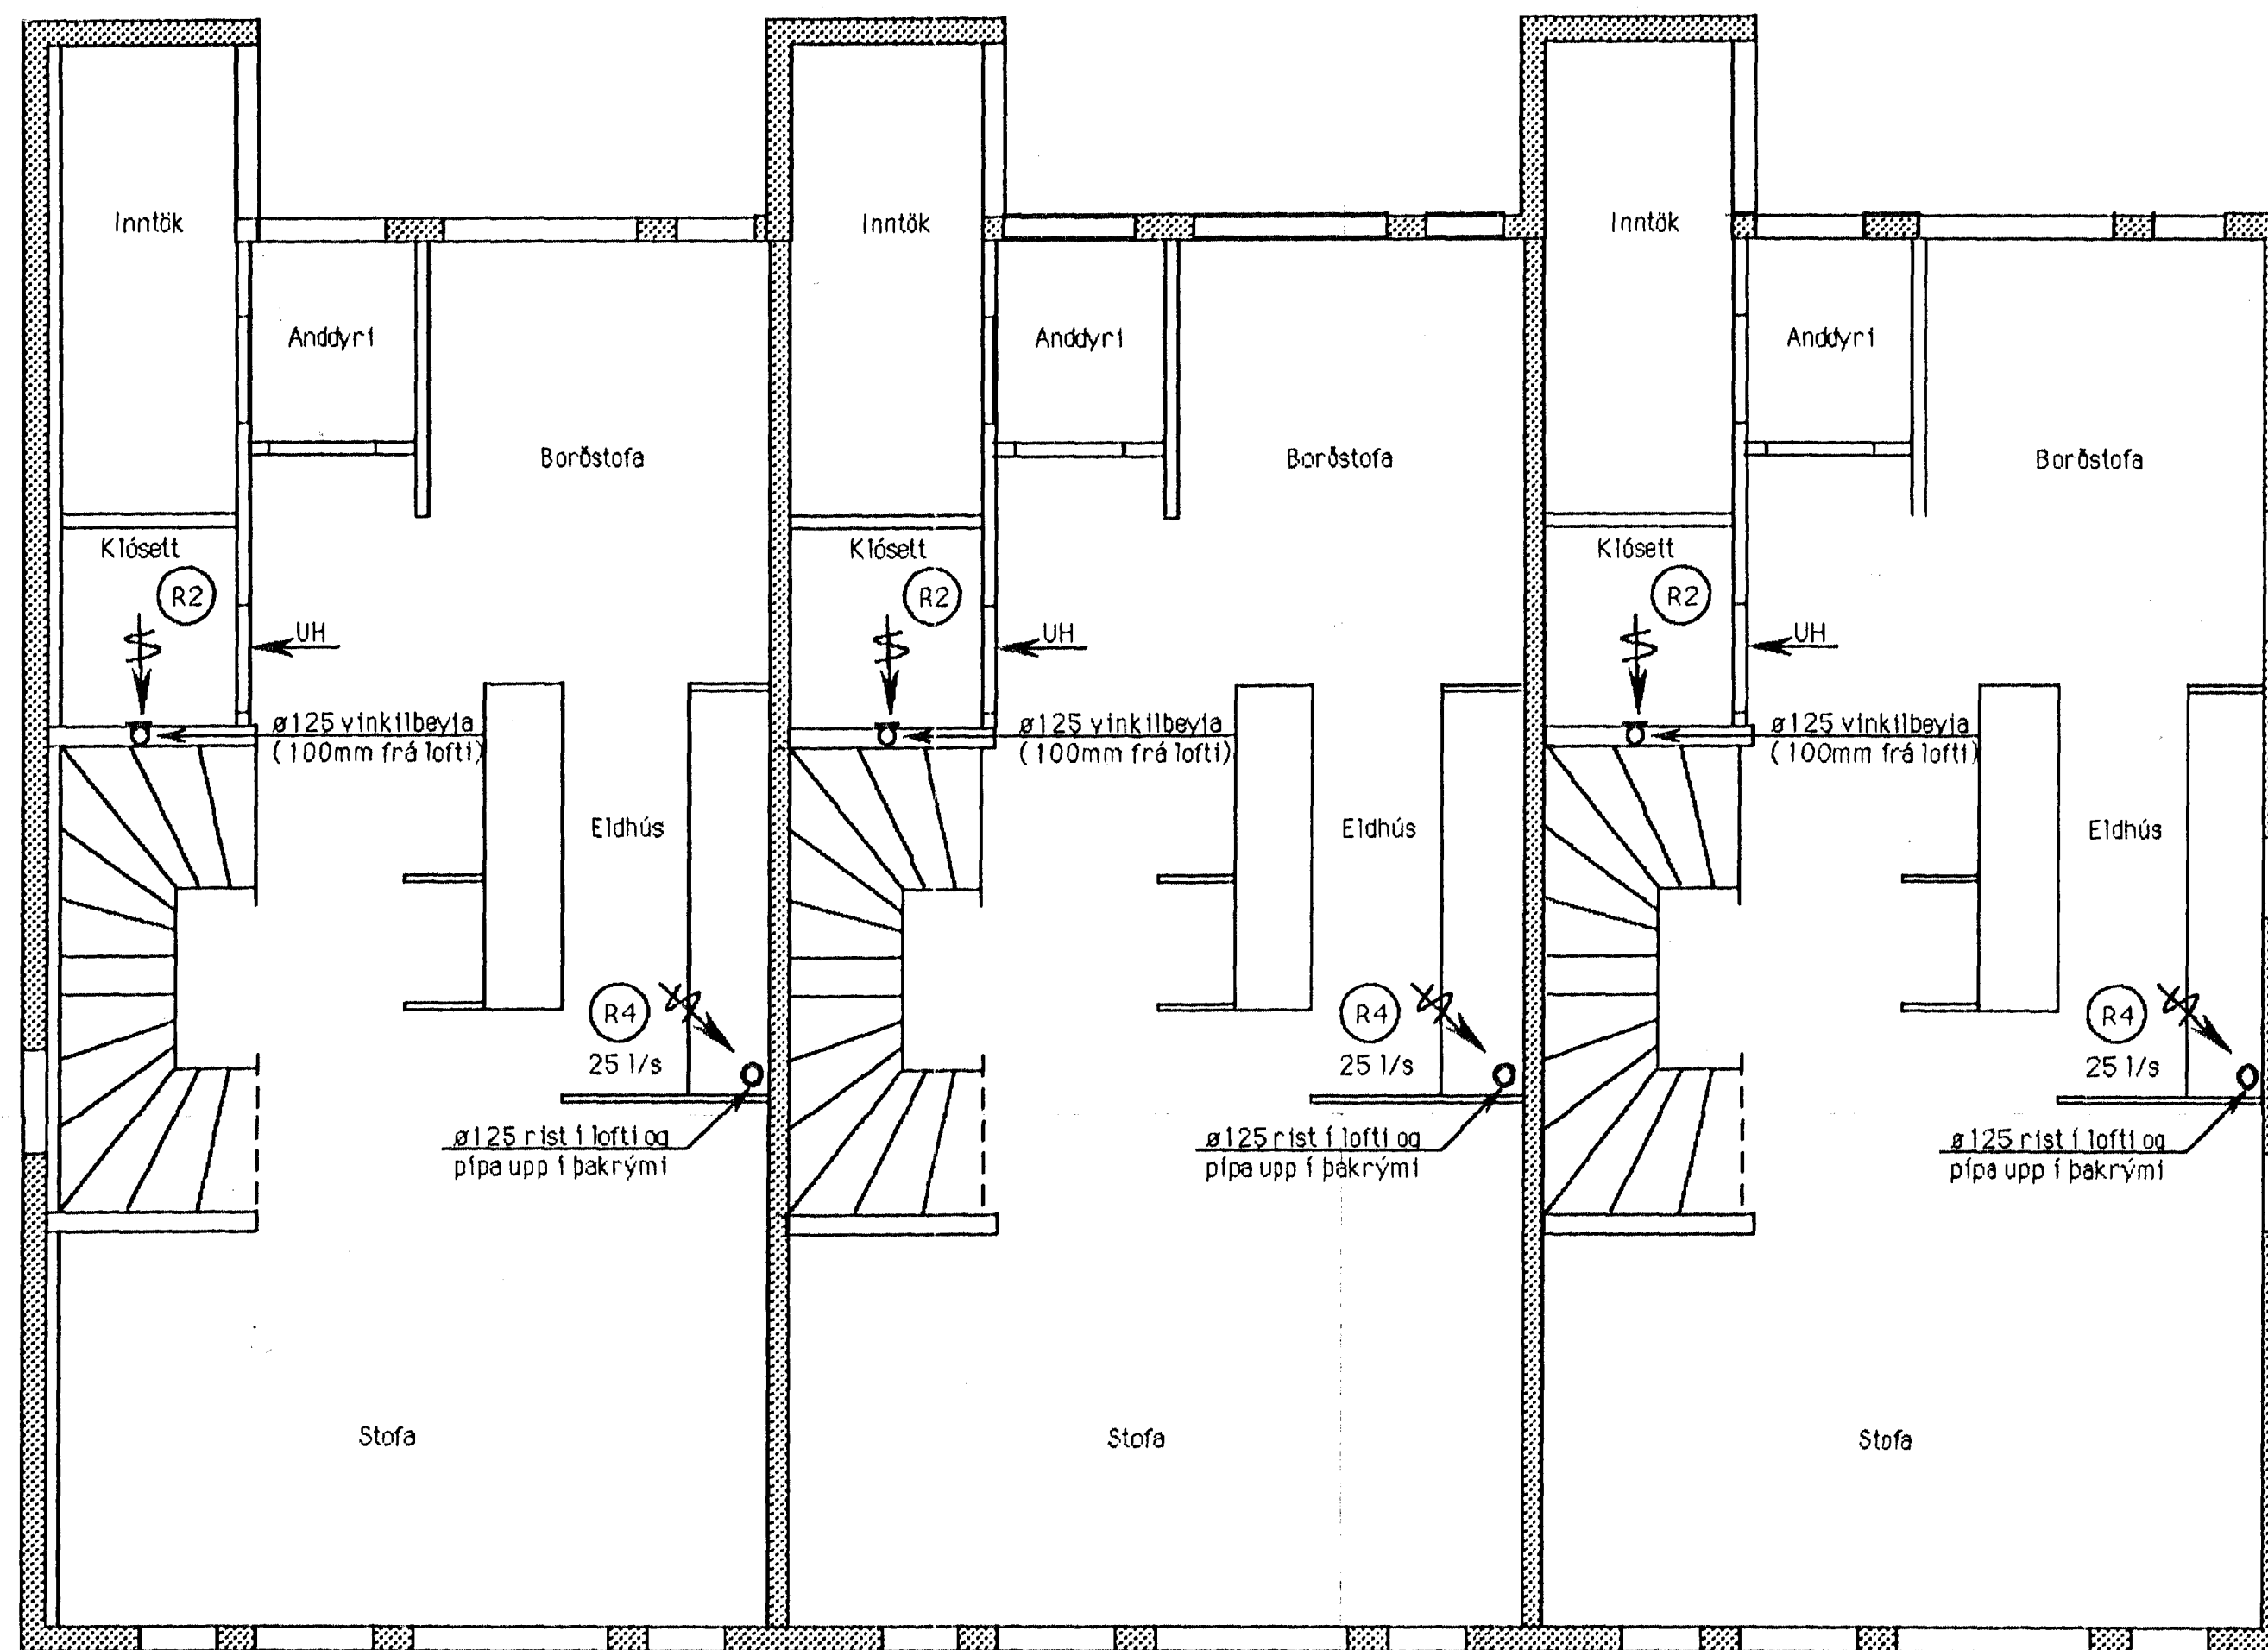 Inntök
Inntök
Inntök
Anddyri
Anddyri
Anddyri
Borðstofa
Borðstofa
Borðstofa
Klósett
Klósett
Klósett
R2
R2
R2
UH
UH
UH
ø125 vinkilbeyja
(100mm frá lofti)
ø125 vinkilbeyja
(100mm frá lofti)
ø125 vinkilbeyja
(100mm frá lofti)
Eldhús
Eldhús
Eldhús
R4
25 l/s
R4
25 l/s
R4
25 l/s
ø125 rist í lofti og
pípa upp í þakrými
ø125 rist í lofti og
pípa upp í þakrými
ø125 rist í lofti og
pípa upp í þakrými
Stofa
Stofa
Stofa